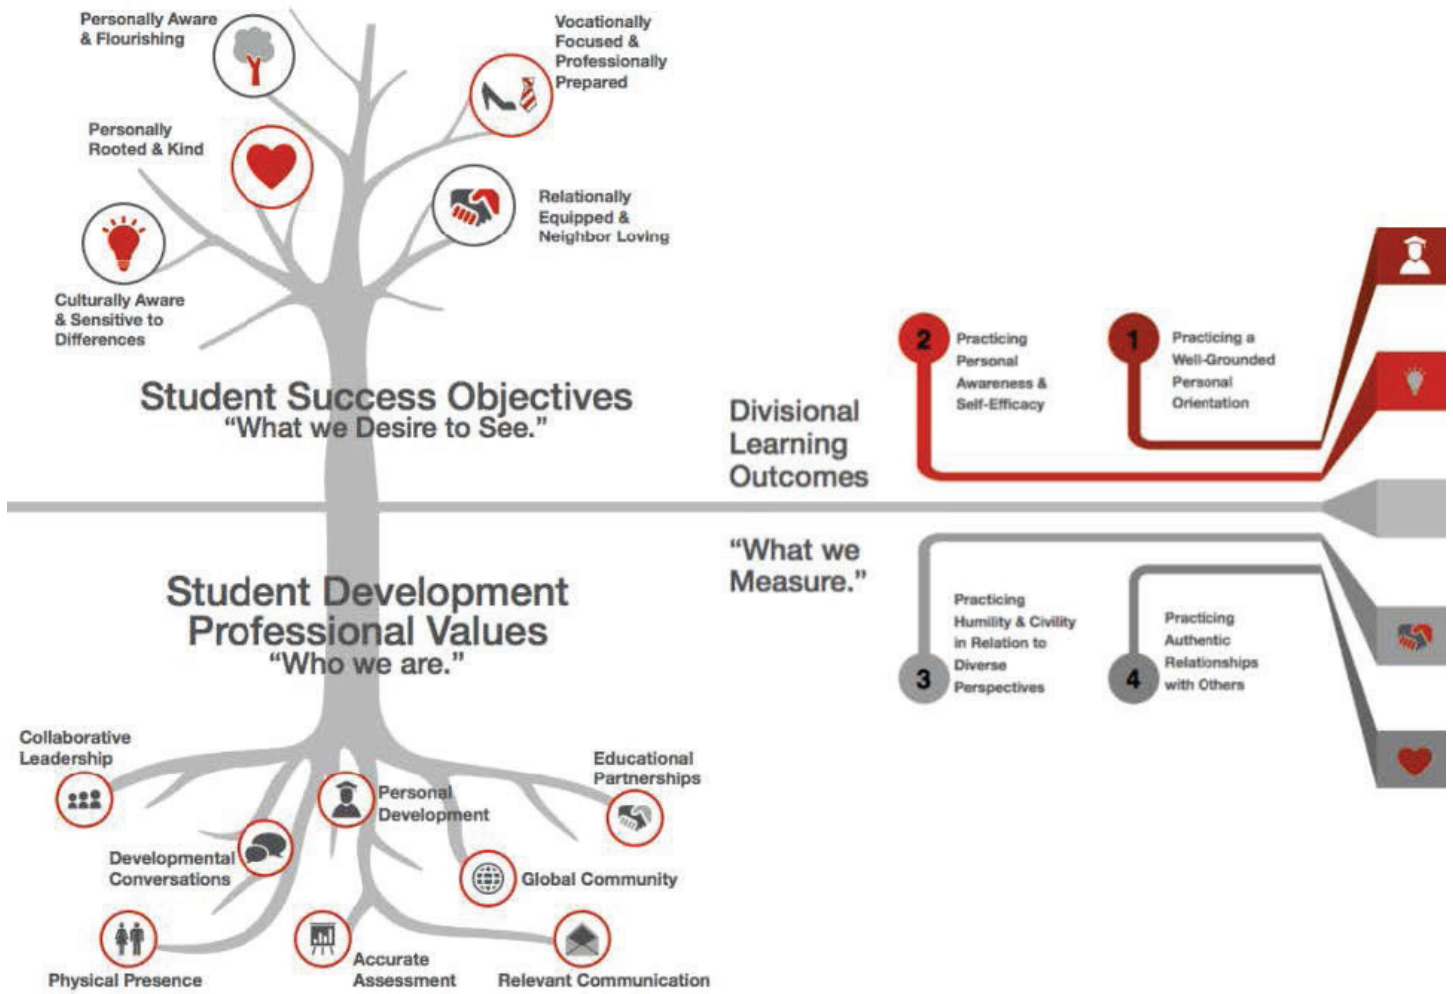 Personally Aware
& Flourishing
Vocationally
Focused &
Professionally
Prepared
Personally
Rooted & Kind
Relationally
Equipped &
Neighbor Loving
Culturally Aware
& Sensitive to
Differences
Student Success Objectives
“What we Desire to See.”
Student Development
Professional Values
“Who we are.”
Collaborative
Leadership
Educational
Partnerships
Personal
Development
Developmental
Conversations
Global Community
Physical Presence
Accurate
Assessment
Relevant Communication
Divisional
Learning
Outcomes
“What we
Measure.”
2
Practicing
Personal
Awareness &
Self-Efficacy
1
Practicing a
Well-Grounded
Personal
Orientation
3
Practicing
Humility & Civility
in Relation to
Diverse
Perspectives
4
Practicing
Authentic
Relationships
with Others